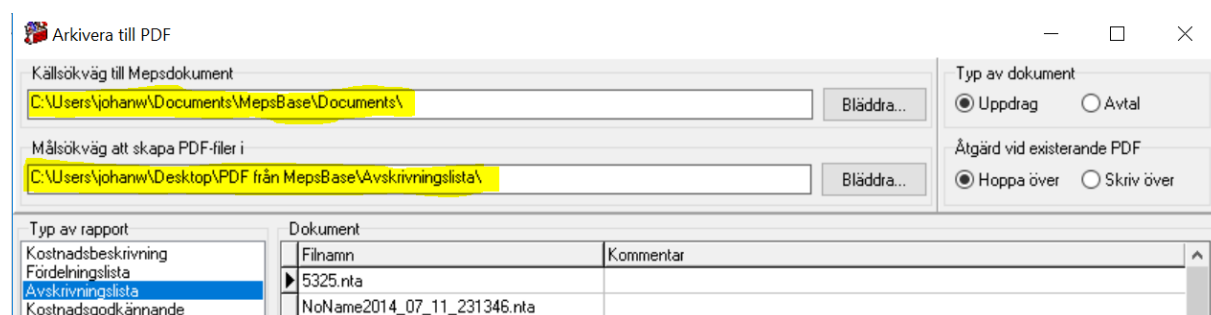 Arkivera till PDF
Källsökväg till Mepsdokument
C:\Users\johanw\Documents\MepsBase\Documents\
Bläddra...
Typ av dokument
Uppdrag Avtal
Målsökväg att skapa PDF-filer i
C:\Users\johanw\Desktop\PDF från MepsBase\Avskrivningslista\
Bläddra...
Åtgärd vid existerande PDF
Hoppa över Skriv över
Typ av rapport
Kostnadsbeskrivning
Fördelningslista
Avskrivningslista
Kostnadsgodkännande
Dokument
Filnamn Kommentar
5325.nta
NoName2014_07_11_231346.nta